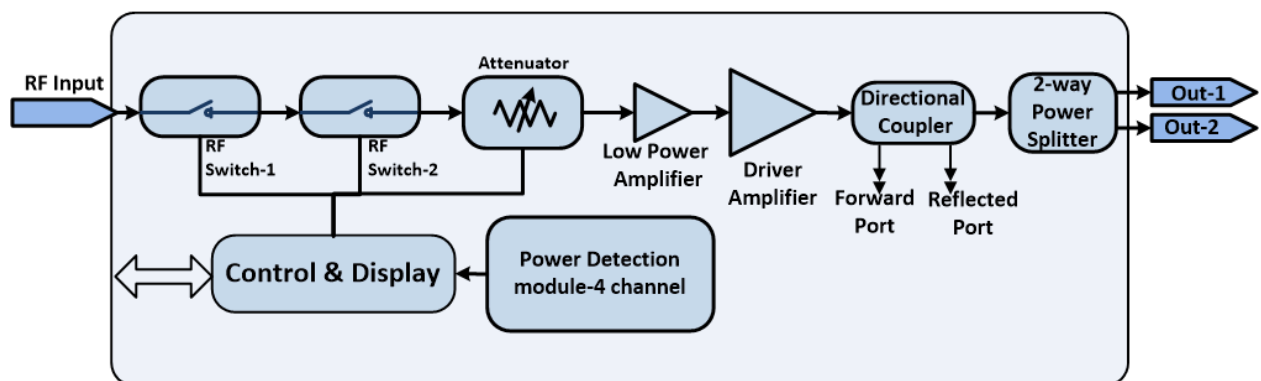 RF Input
RF
Switch-1
RF
Switch-2
Attenuator
Low Power
Amplifier
Driver
Amplifier
Directional
Coupler
Forward
Port
Reflected
Port
2-way
Power
Splitter
Out-1
Out-2
Control & Display
Power Detection
module-4 channel